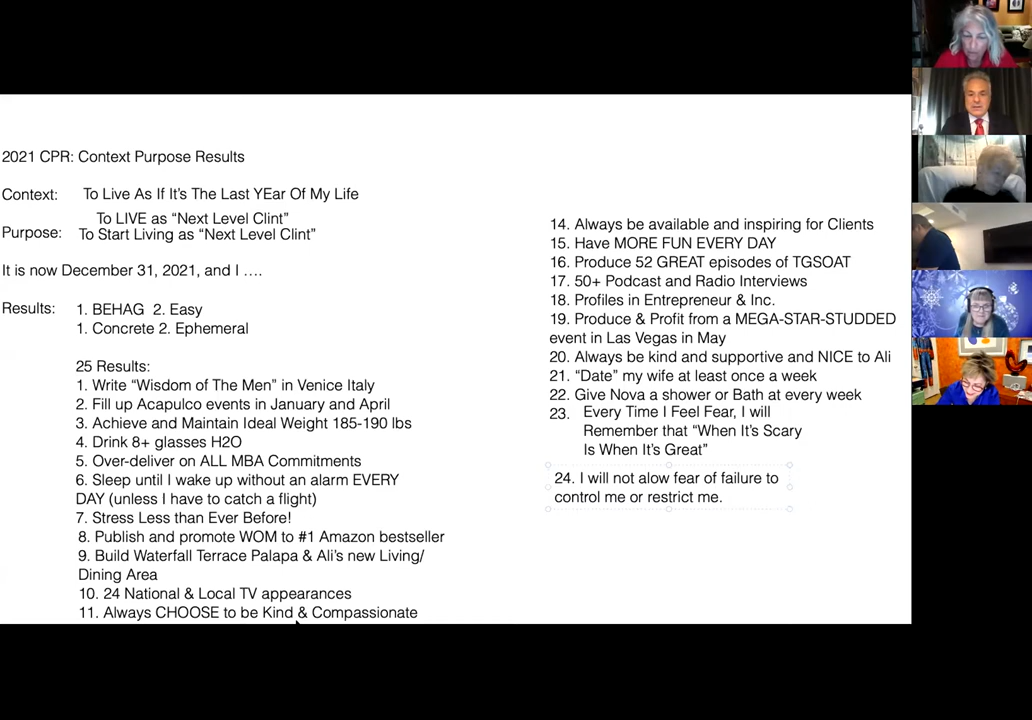 2021 CPR: Context Purpose Results
Context: To Live As If It's The Last YEar Of My Life
To LIVE as "Next Level Clint"
Purpose: To Start Living as "Next Level Clint"
It is now December 31, 2021, and I ....
Results: 1. BEHAG 2. Easy
1. Concrete 2. Ephemeral
25 Results:
1. Write "Wisdom of The Men" in Venice Italy
2. Fill up Acapulco events in January and April
3. Achieve and Maintain Ideal Weight 185-190 lbs
4. Drink 8+ glasses H2O
5. Over-deliver on ALL MBA Commitments
6. Sleep until I wake up without an alarm EVERY
DAY (unless I have to catch a flight)
7. Stress Less than Ever Before!
8. Publish and promote WOM to #1 Amazon bestseller
9. Build Waterfall Terrace Palapa & Ali's new Living/
Dining Area
10. 24 National & Local TV appearances
11. Always CHOOSE to be Kind & Compassionate
14. Always be available and inspiring for Clients
15. Have MORE FUN EVERY DAY
16. Produce 52 GREAT episodes of TGSOAT
17. 50+ Podcast and Radio Interviews
18. Profiles in Entrepreneur & Inc.
19. Produce & Profit from a MEGA-STAR-STUDDED
event in Las Vegas in May
20. Always be kind and supportive and NICE to Ali
21. "Date" my wife at least once a week
22. Give Nova a shower or Bath at every week
23. Every Time I Feel Fear, I will
Remember that "When It's Scary
Is When It's Great"
24. I will not alow fear of failure to
control me or restrict me.